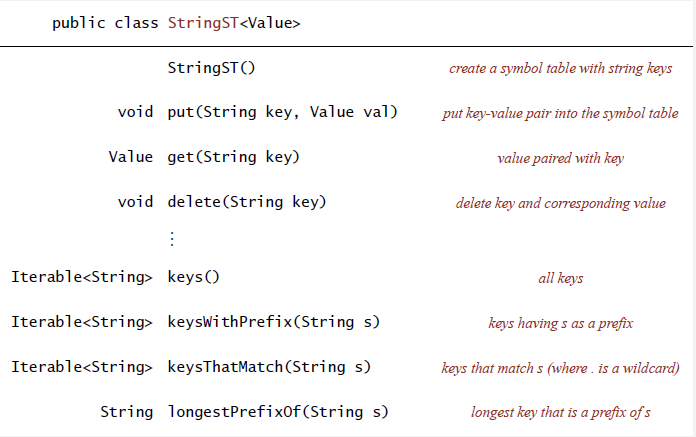 public class StringST<Value>
StringST() create a symbol table with string keys
void put(String key, Value val) put key-value pair into the symbol table
Value get(String key) value paired with key
void delete(String key) delete key and corresponding value
⋮
Iterable<String> keys() all keys
Iterable<String> keysWithPrefix(String s) keys having s as a prefix
Iterable<String> keysThatMatch(String s) keys that match s (where . is a wildcard)
String longestPrefixOf(String s) longest key that is a prefix of s